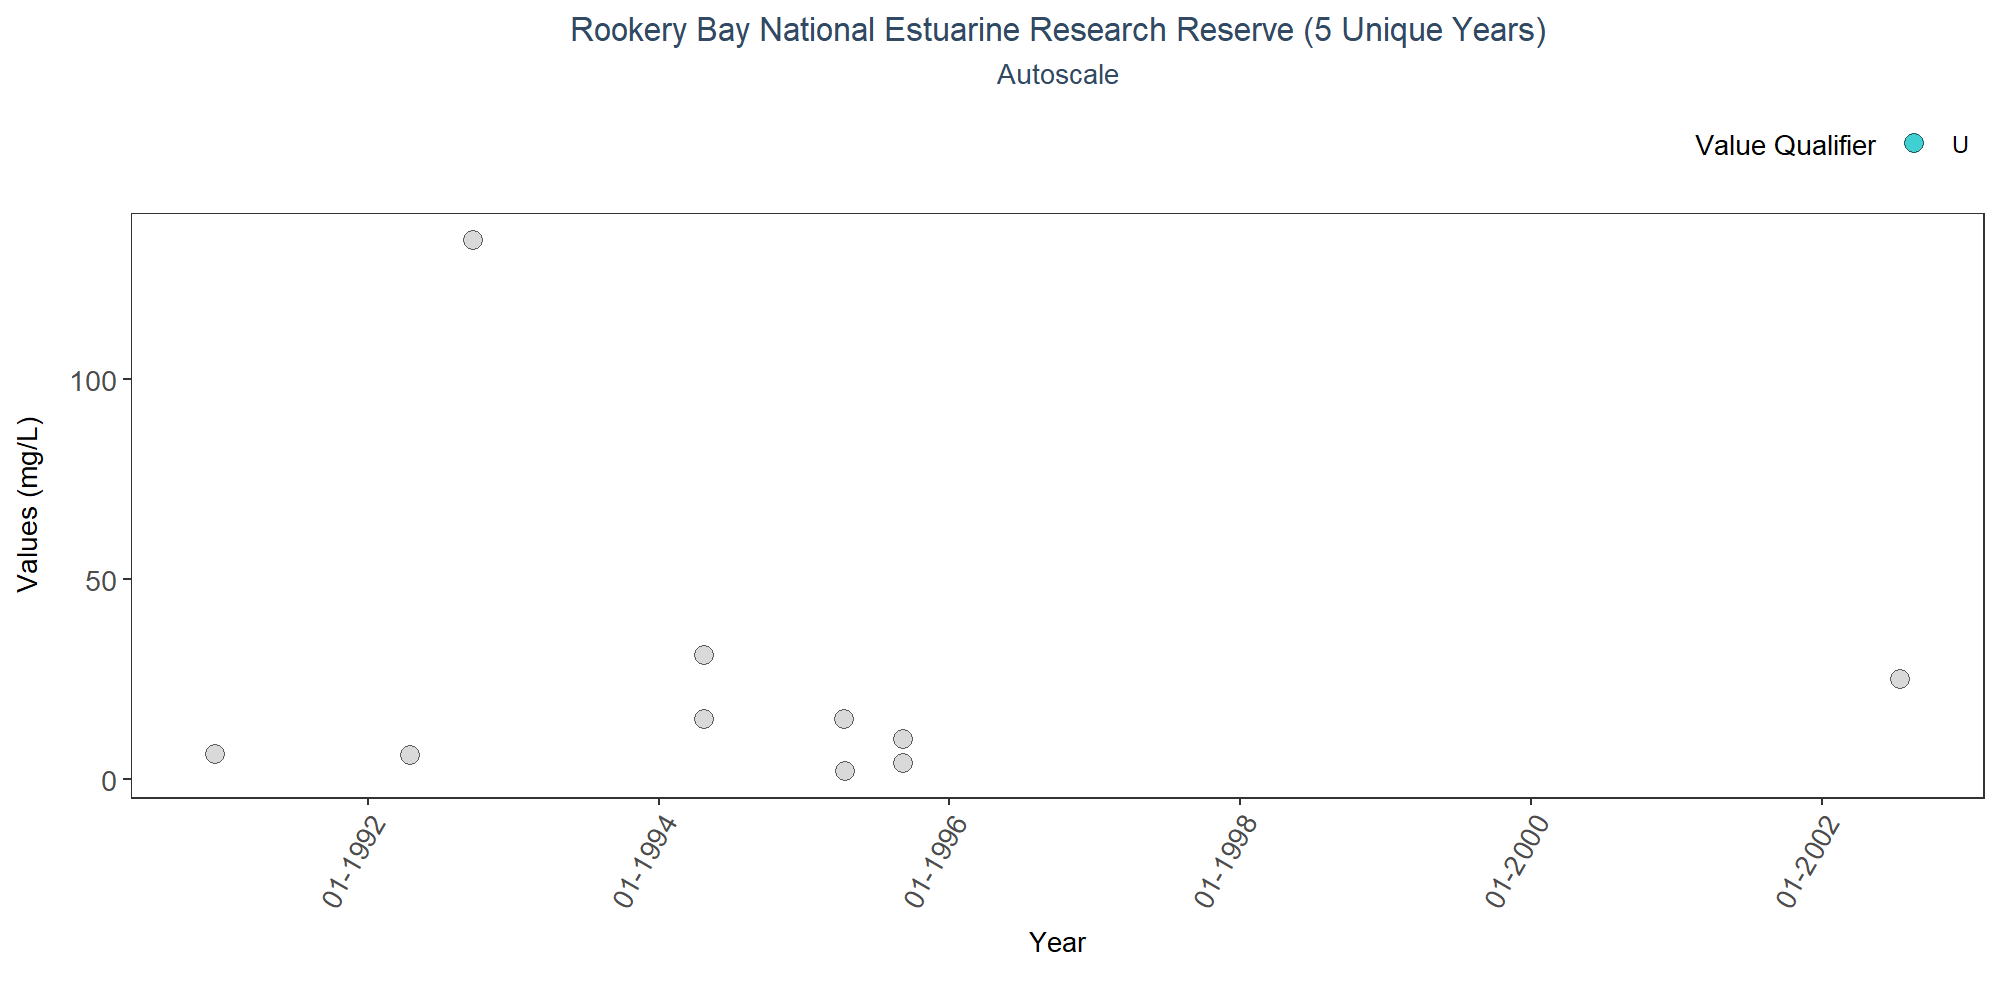 Rookery Bay National Estuarine Research Reserve (5 Unique Years)
Autoscale
Value Qualifier U
100
50
0
Values (mg/L)
01-1992 01-1994 01-1996 01-1998 01-2000 01-2002
Year